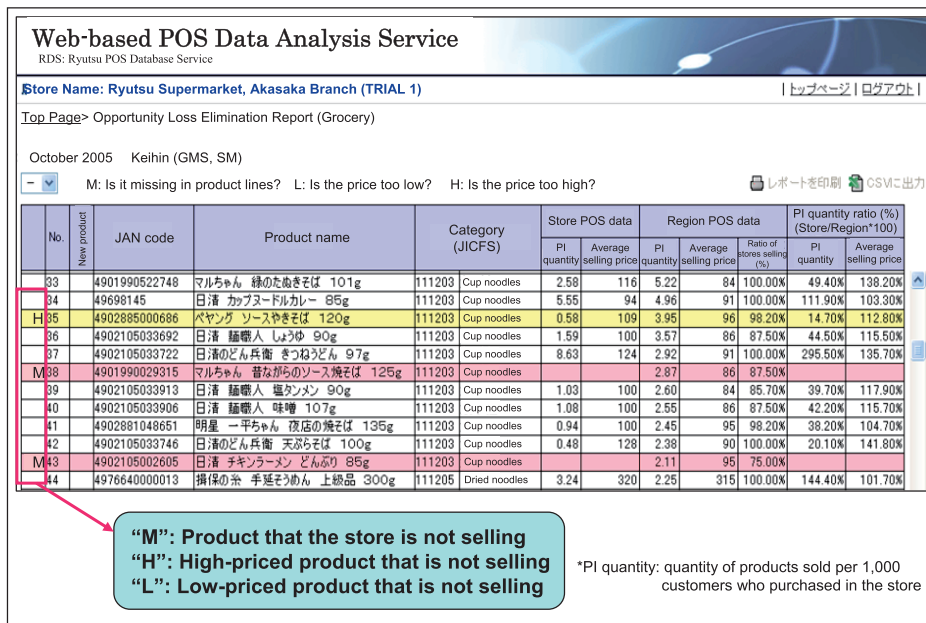 Web-based POS Data Analysis Service
RDS: Ryutsu POS Database Service
Store Name: Ryutsu Supermarket, Akasaka Branch (TRIAL 1)
| トップページ | ログアウト |
Top Page> Opportunity Loss Elimination Report (Grocery)
October 2005 Keihin (GMS, SM)
− M: Is it missing in product lines? L: Is the price too low? H: Is the price too high?
レポートを印刷 CSVに出力
No. New product JAN code Product name Category (JICFS) Store POS data Region POS data PI quantity ratio (%) (Store/Region*100)
PI quantity Average selling price PI quantity Average selling price Ratio of stores selling (%) PI quantity Average selling price
33 4901990522748 マルちゃん 緑のたぬきそば 101g 111203 Cup noodles 2.58 116 5.22 84 100.00% 49.40% 138.20%
34 49698145 日清 カップヌードルカレー 85g 111203 Cup noodles 5.55 94 4.96 91 100.00% 111.90% 103.30%
H 35 4902885000686 ペヤング ソースやきそば 120g 111203 Cup noodles 0.58 109 3.95 96 98.20% 14.70% 112.80%
36 4902105033692 日清 麺職人 しょうゆ 90g 111203 Cup noodles 1.59 100 3.57 86 87.50% 44.50% 115.50%
37 4902105033722 日清のどん兵衛 きつねうどん 97g 111203 Cup noodles 8.63 124 2.92 91 100.00% 295.50% 135.70%
M 38 4901990029315 マルちゃん 昔ながらのソース焼そば 125g 111203 Cup noodles 2.87 86 87.50%
39 4902105033913 日清 麺職人 塩タンメン 90g 111203 Cup noodles 1.03 100 2.60 84 85.70% 39.70% 117.90%
40 4902105033906 日清 麺職人 味噌 107g 111203 Cup noodles 1.08 100 2.55 86 87.50% 42.20% 115.70%
41 4902881048651 明星 一平ちゃん 夜店の焼そば 135g 111203 Cup noodles 0.94 100 2.45 95 98.20% 38.20% 104.70%
42 4902105033746 日清のどん兵衛 天ぷらそば 100g 111203 Cup noodles 0.48 128 2.38 90 100.00% 20.10% 141.80%
M 43 4902105002605 日清 チキンラーメン どんぶり 85g 111203 Cup noodles 2.11 95 75.00%
44 4976640000013 揖保の糸 手延そうめん 上級品 300g 111205 Dried noodles 3.24 320 2.25 315 100.00% 144.40% 101.70%
“M”: Product that the store is not selling
“H”: High-priced product that is not selling
“L”: Low-priced product that is not selling
*PI quantity: quantity of products sold per 1,000
customers who purchased in the store